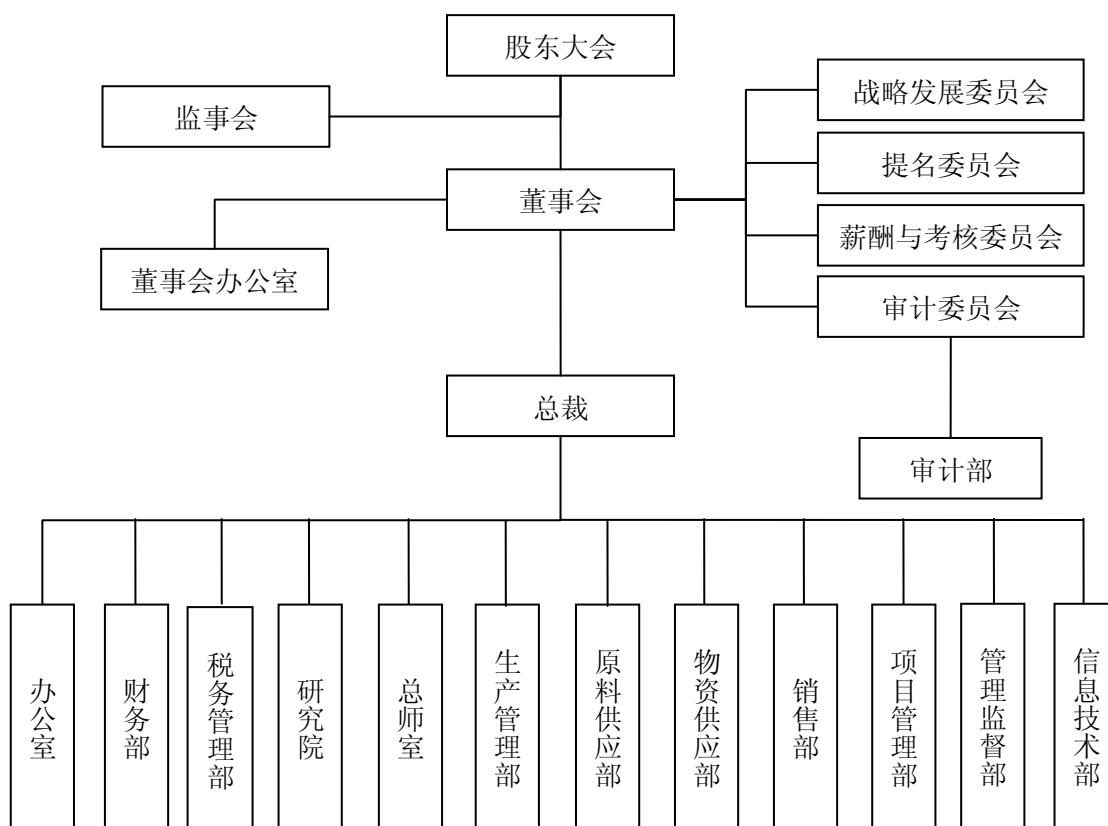 股东大会
监事会
战略发展委员会
提名委员会
董事会
薪酬与考核委员会
董事会办公室
审计委员会
总裁
审计部
办公室
财务部
税务管理部
研究院
总师室
生产管理部
原料供应部
物资供应部
销售部
项目管理部
管理监督部
信息技术部